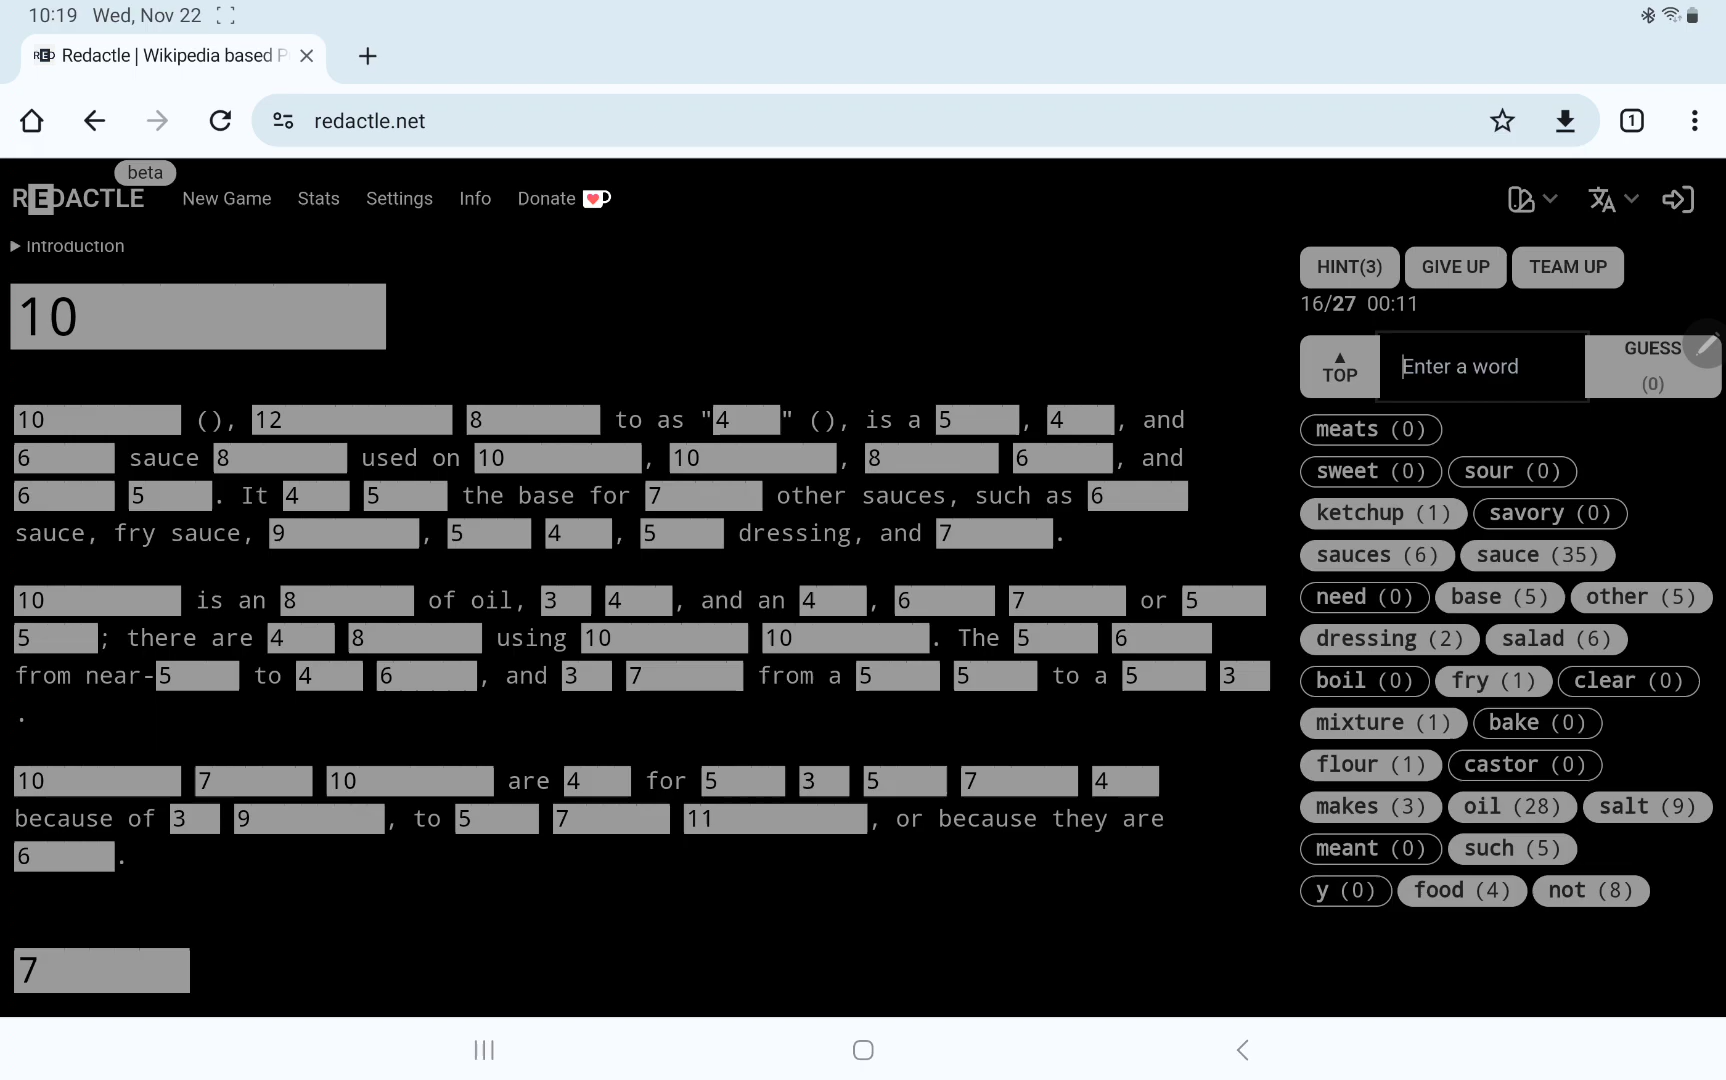 10:19 Wed, Nov 22
RED Redactle | Wikipedia based P
redactle.net
1
beta
REDACTLE New Game Stats Settings Info Donate
▶ Introduction
10
10 (), 12 8 to as "4" (), is a 5, 4, and
6 sauce 8 used on 10, 10, 8 6, and
6 5. It 4 5 the base for 7 other sauces, such as 6
sauce, fry sauce, 9, 5 4, 5 dressing, and 7.
10 is an 8 of oil, 3 4, and an 4, 6 7 or 5
5; there are 4 8 using 10 10. The 5 6
from near-5 to 4 6, and 3 7 from a 5 5 to a 5 3
.
10 7 10 are 4 for 5 3 5 7 4
because of 3 9, to 5 7 11, or because they are
6.
7
HINT(3) GIVE UP TEAM UP
16/27 00:11
▲
TOP
Enter a word
GUESS
(0)
meats (0)
sweet (0) sour (0)
ketchup (1) savory (0)
sauces (6) sauce (35)
need (0) base (5) other (5)
dressing (2) salad (6)
boil (0) fry (1) clear (0)
mixture (1) bake (0)
flour (1) castor (0)
makes (3) oil (28) salt (9)
meant (0) such (5)
y (0) food (4) not (8)